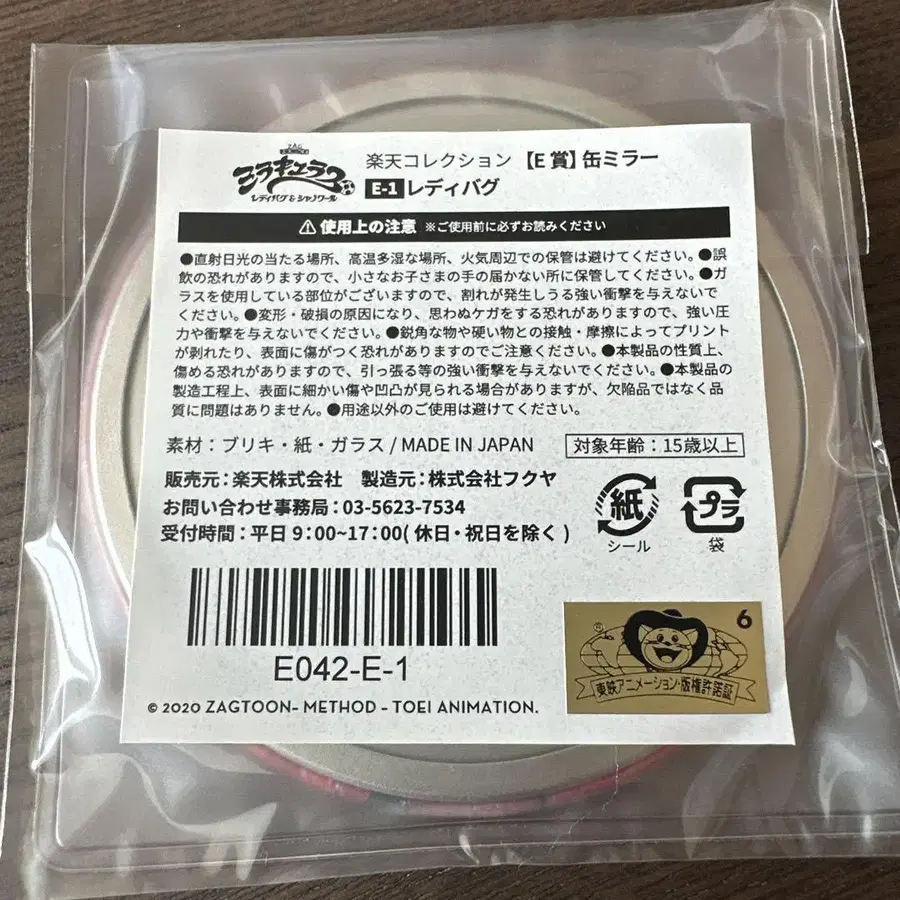 ZAG
ミラキュラス
レディバグ&シャノワール
楽天コレクション 【E 賞】缶ミラー
E-1 レディバグ
使用上の注意 ※ご使用前に必ずお読みください
●直射日光の当たる場所、高温多湿な場所、火気周辺での保管は避けてください。●誤
飲の恐れがありますので、小さなお子さまの手の届かない所に保管してください。●ガ
ラスを使用している部位がございますので、割れが発生しうる強い衝撃を与えないで
ください。●変形・破損の原因になり、思わぬケガをする恐れがありますので、強い圧
力や衝撃を与えないでください。●鋭角な物や硬い物との接触・摩擦によってプリント
が剥れたり、表面に傷がつく恐れがありますのでご注意ください。●本製品の性質上、
傷める恐れがありますので、引っ張る等の強い衝撃を与えないでください。●本製品の
製造工程上、表面に細かい傷や凹凸が見られる場合がありますが、欠陥品ではなく品
質に問題はありません。●用途以外のご使用は避けてください。
素材：ブリキ・紙・ガラス / MADE IN JAPAN
対象年齢：15歳以上
販売元：楽天株式会社 製造元：株式会社フクヤ
お問い合わせ事務局：03-5623-7534
受付時間：平日 9:00~17:00( 休日・祝日を除く )
紙
シール
プラ
袋
E042-E-1
© 2020 ZAGTOON- METHOD - TOEI ANIMATION.
6
東映アニメーション・版権許諾証